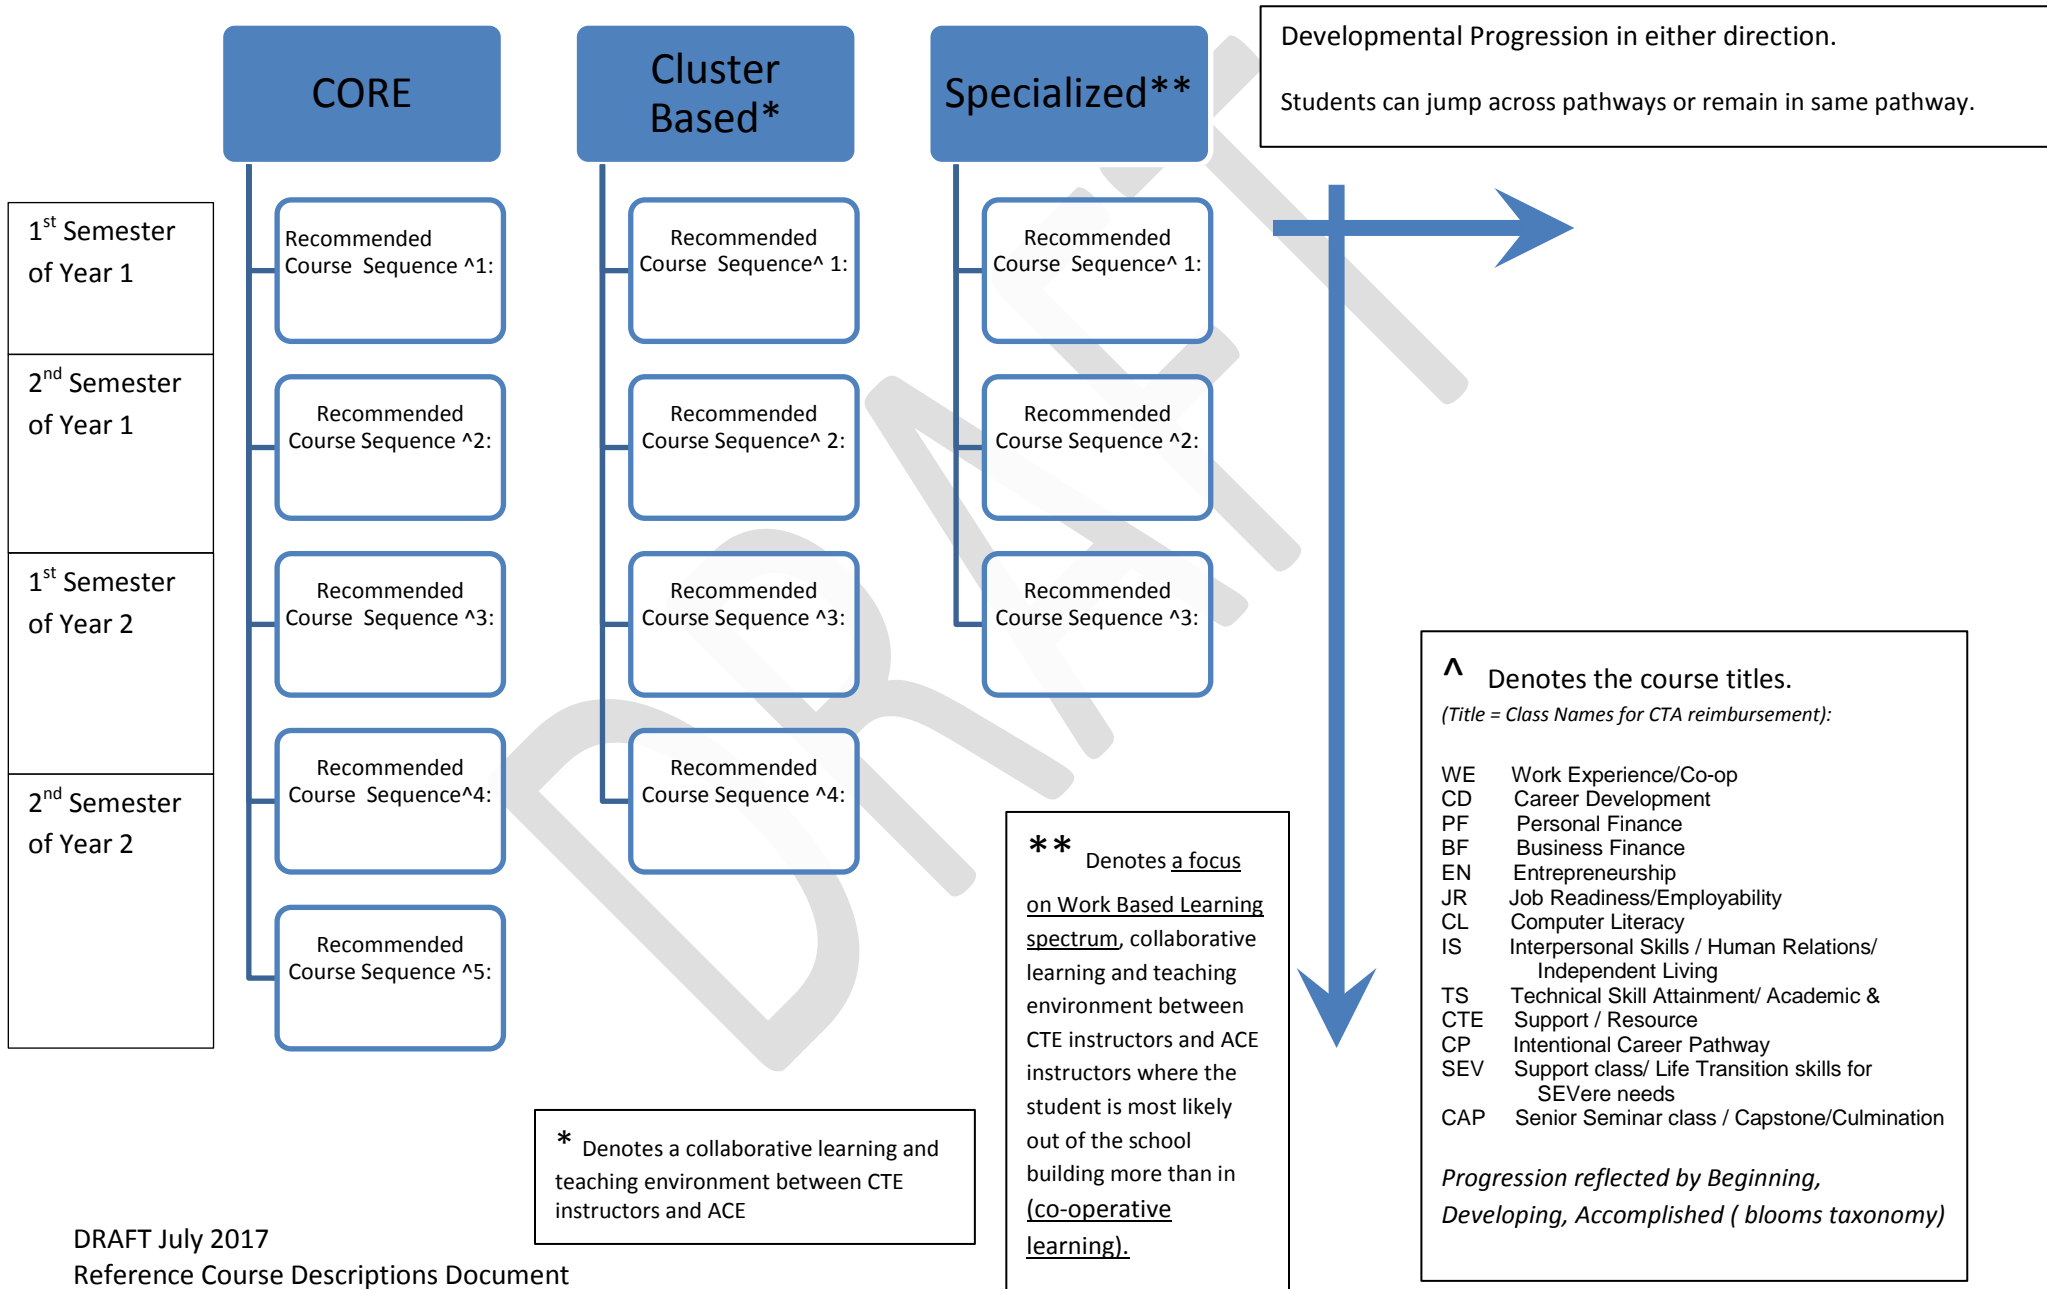 CORE
Cluster
Based*
Specialized**
Developmental Progression in either direction.
Students can jump across pathways or remain in same pathway.
1st Semester
of Year 1
Recommended
Course  Sequence ^1:
Recommended
Course  Sequence^ 1:
Recommended
Course  Sequence^ 1:
2nd Semester
of Year 1
Recommended
Course Sequence ^2:
Recommended
Course Sequence^ 2:
Recommended
Course Sequence ^2:
1st Semester
of Year 2
Recommended
Course  Sequence ^3:
Recommended
Course Sequence ^3:
Recommended
Course Sequence ^3:
2nd Semester
of Year 2
Recommended
Course  Sequence^4:
Recommended
Course Sequence ^4:
Recommended
Course Sequence ^5:
DRAFT
* Denotes a collaborative learning and
teaching environment between CTE
instructors and ACE
** Denotes a focus
on Work Based Learning
spectrum, collaborative
learning and teaching
environment between
CTE instructors and ACE
instructors where the
student is most likely
out of the school
building more than in
(co-operative
learning).
^ Denotes the course titles.
(Title = Class Names for CTA reimbursement):
WE Work Experience/Co-op
CD Career Development
PF Personal Finance
BF Business Finance
EN Entrepreneurship
JR Job Readiness/Employability
CL Computer Literacy
IS Interpersonal Skills / Human Relations/
Independent Living
TS Technical Skill Attainment/ Academic &
CTE Support / Resource
CP Intentional Career Pathway
SEV Support class/ Life Transition skills for
SEVere needs
CAP Senior Seminar class / Capstone/Culmination
Progression reflected by Beginning,
Developing, Accomplished ( blooms taxonomy)
DRAFT July 2017
Reference Course Descriptions Document